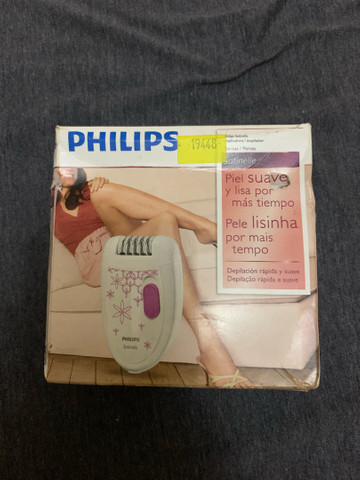 PHILIPS
19448
Satinelle
Piel suave
y lisa por
más tiempo
Pele lisinha
por mais
tempo
Depilación rápida y suave
Depilação rápida e suave
PHILIPS
Satinelle